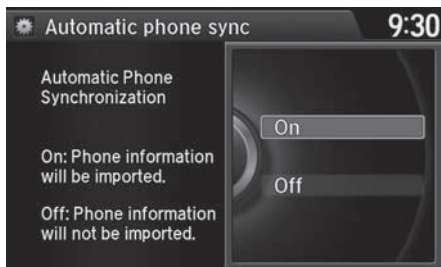 Automatic phone sync
9:30
Automatic Phone
Synchronization
On: Phone information
will be imported.
Off: Phone information
will not be imported.
On
Off